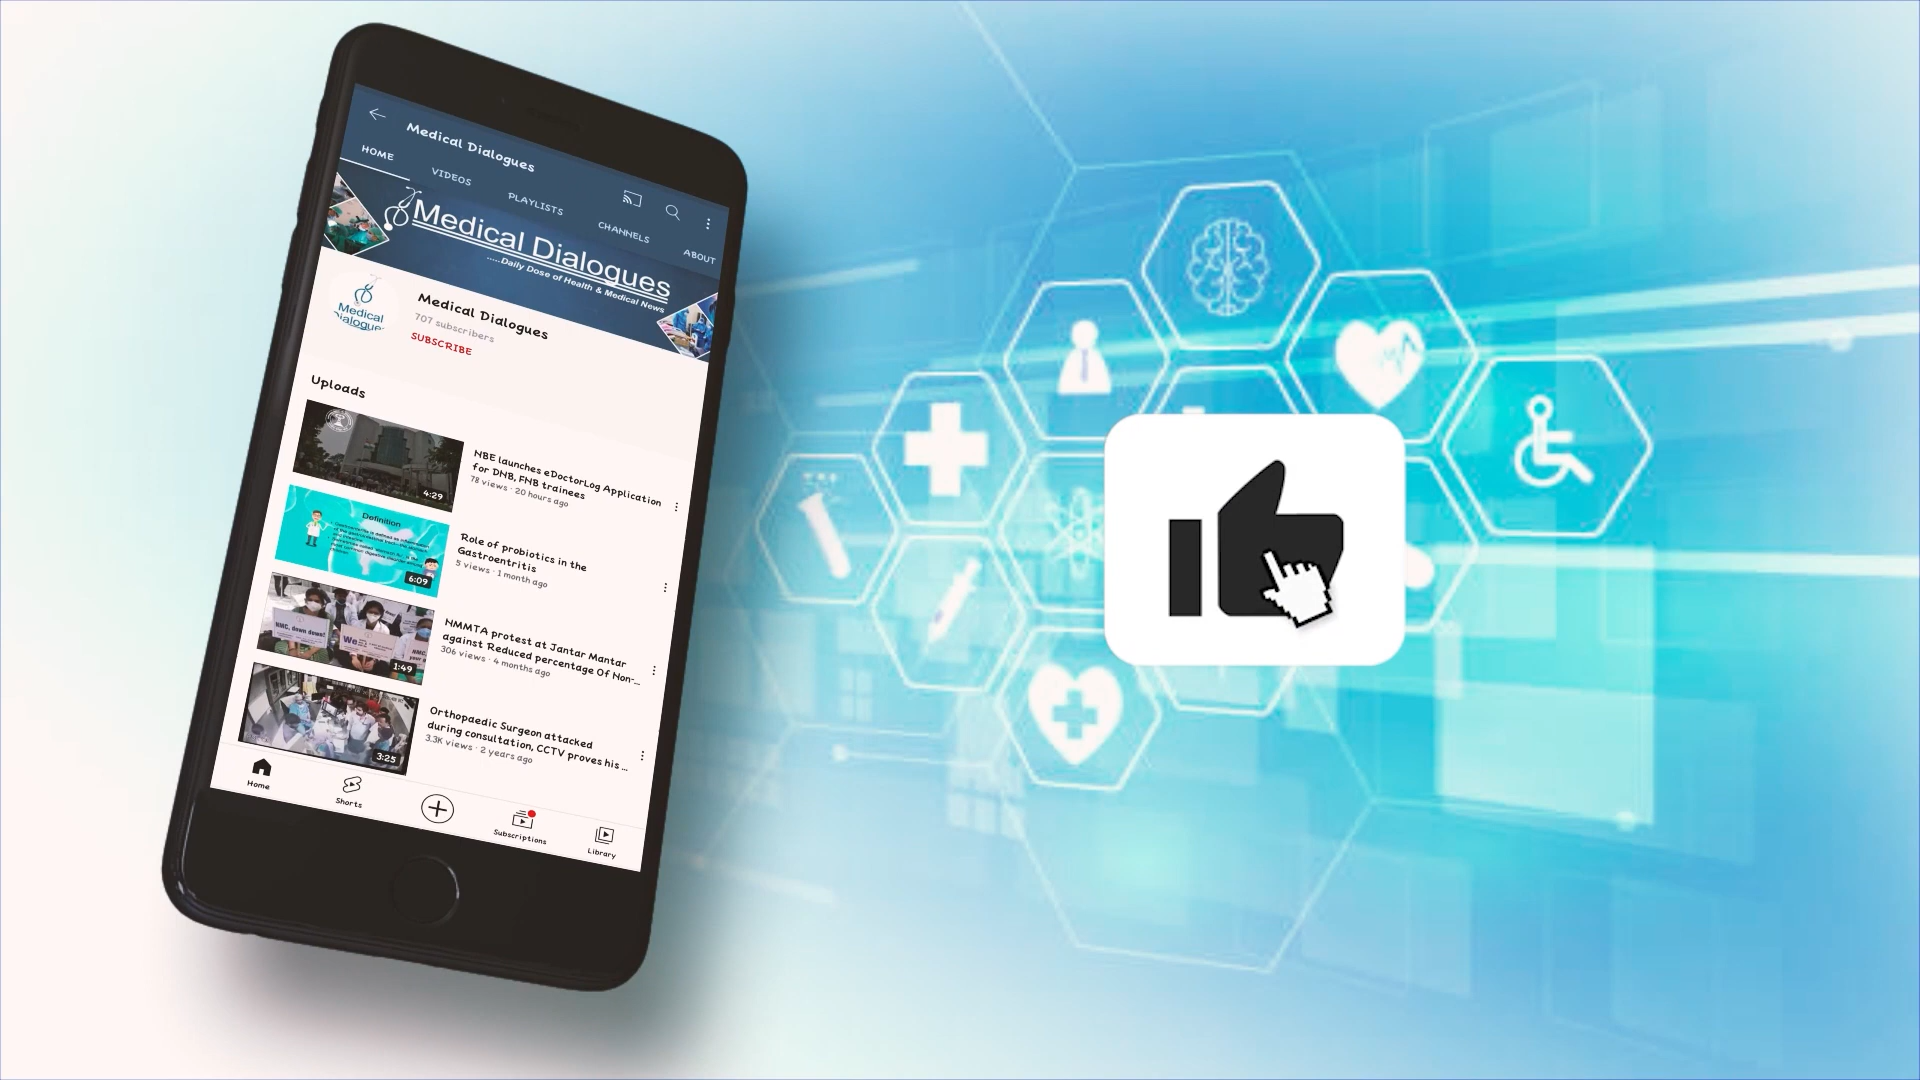 Medical Dialogues
HOME
VIDEOS
PLAYLISTS
CHANNELS
ABOUT
Medical Dialogues
.....Daily Dose of Health & Medical News
Medical
Medical Dialogues
707 subscribers
SUBSCRIBE
Uploads
4:29
NBE launches eDoctorLog Application
for DNB, FNB trainees
78 views · 20 hours ago
Definition
6:09
Role of probiotics in the
Gastroentritis
5 views · 1 month ago
NMC, down down!
We
1:49
NMMTA protest at Jantar Mantar
against Reduced percentage Of Non-...
306 views · 4 months ago
3:25
Orthopaedic Surgeon attacked
during consultation, CCTV proves his ...
3.3K views · 2 years ago
Home
Shorts
Subscriptions
Library